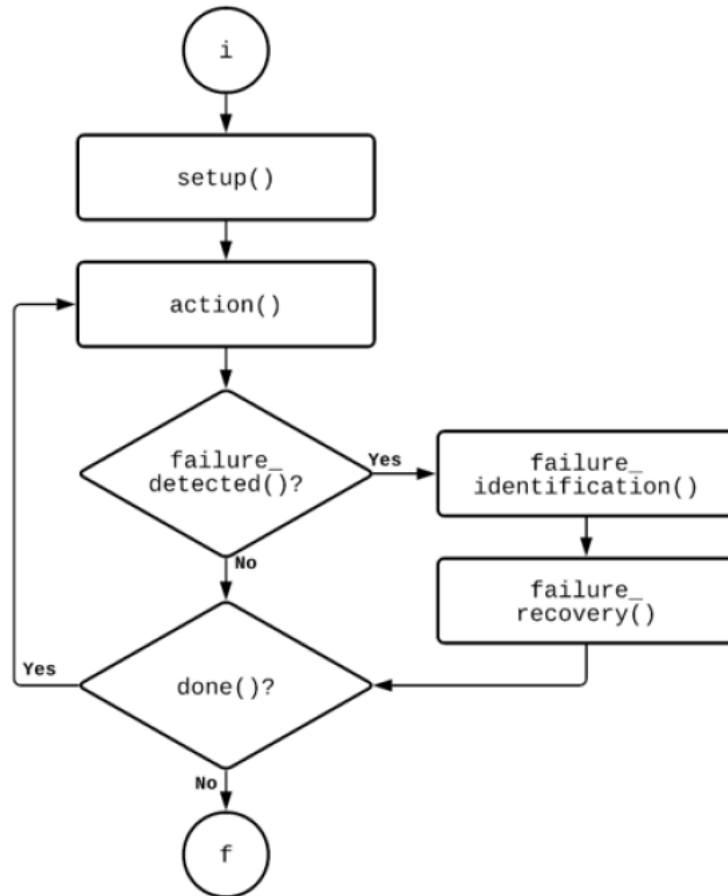 i
setup()
action()
failure_
detected()?
Yes
failure_
identification()
No
failure_
recovery()
Yes
done()?
No
f